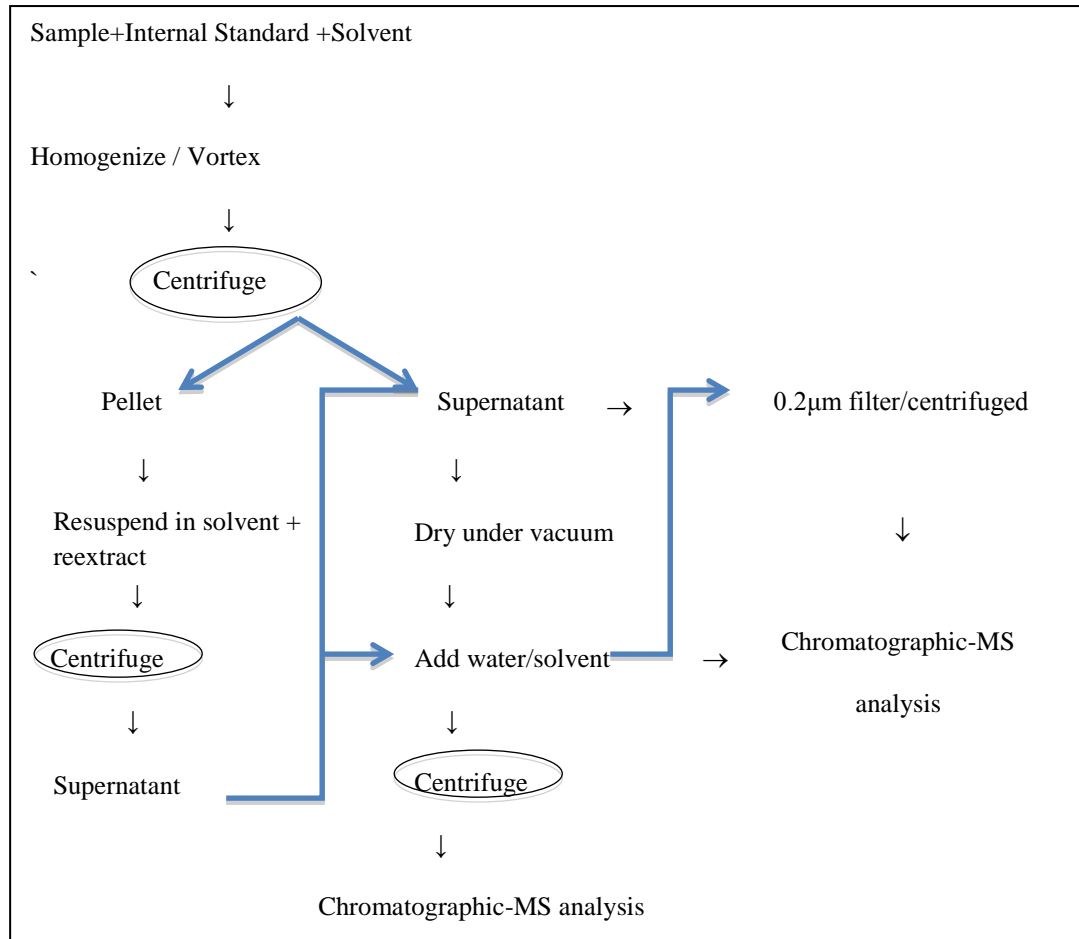 Sample+Internal Standard +Solvent
↓
Homogenize / Vortex
↓
`
Centrifuge
Pellet
Supernatant →
0.2μm filter/centrifuged
↓
↓
Resuspend in solvent +
reextract
Dry under vacuum
↓
↓
↓
Centrifuge
Add water/solvent
→
Chromatographic-MS
analysis
↓
↓
Supernatant
Centrifuge
↓
Chromatographic-MS analysis